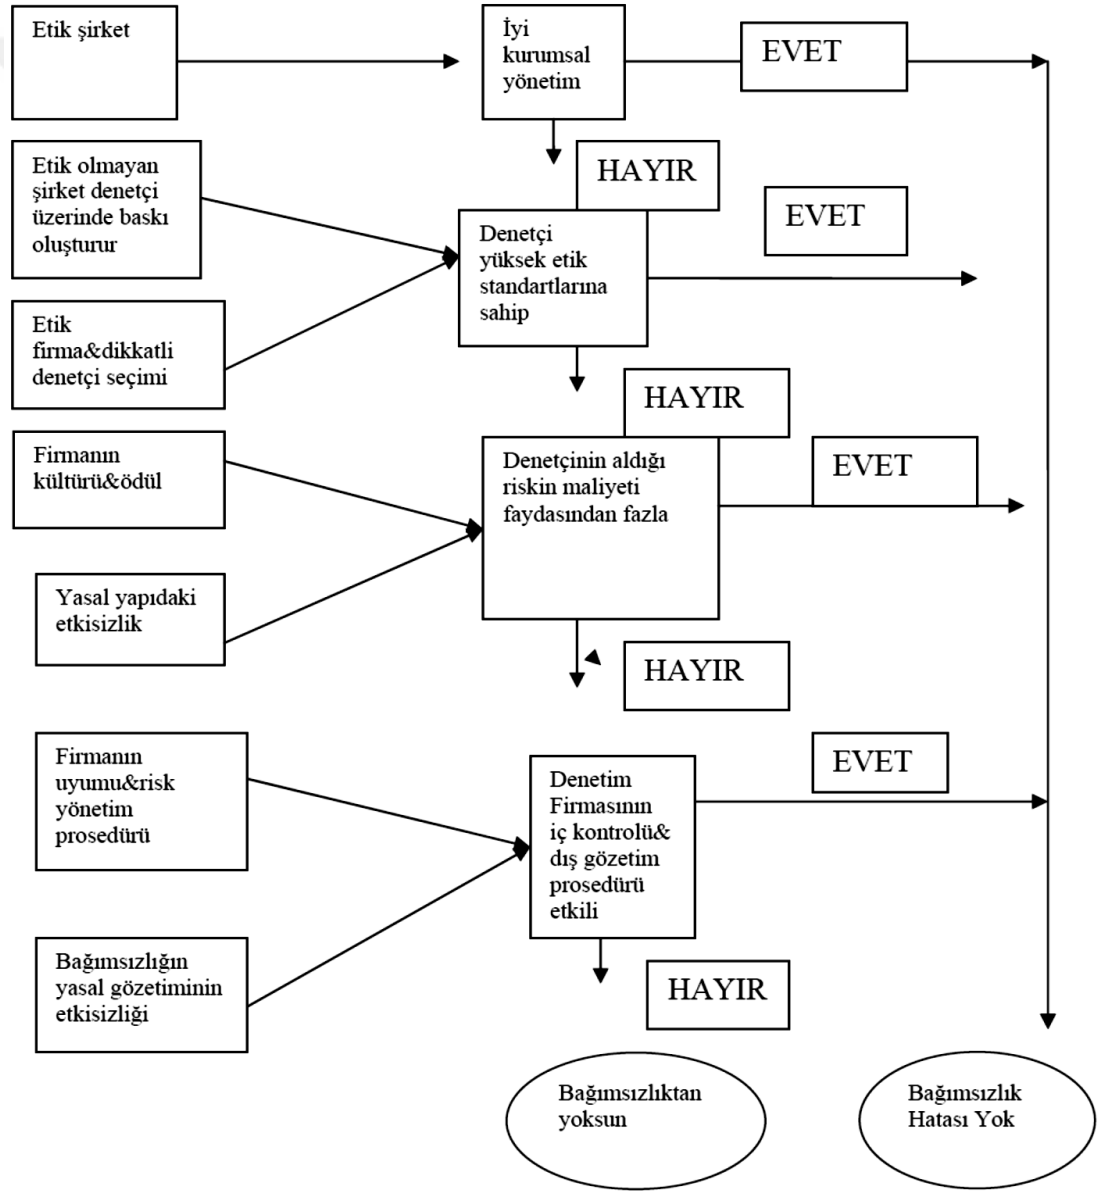 Etik şirket
İyi
kurumsal
yönetim
EVET
HAYIR
Etik olmayan
şirket denetçi
üzerinde baskı
oluşturur
Denetçi
yüksek etik
standartlarına
sahip
EVET
Etik
firma&dikkatli
denetçi seçimi
HAYIR
Firmanın
kültürü&ödül
Denetçinin aldığı
riskin maliyeti
faydasından fazla
EVET
Yasal yapıdaki
etkisizlik
HAYIR
Firmanın
uyumu&risk
yönetim
prosedürü
Denetim
Firmasının
iç kontrolü&
dış gözetim
prosedürü
etkili
EVET
Bağımsızlığın
yasal gözetiminin
etkisizliği
HAYIR
Bağımsızlıktan
yoksun
Bağımsızlık
Hatası Yok